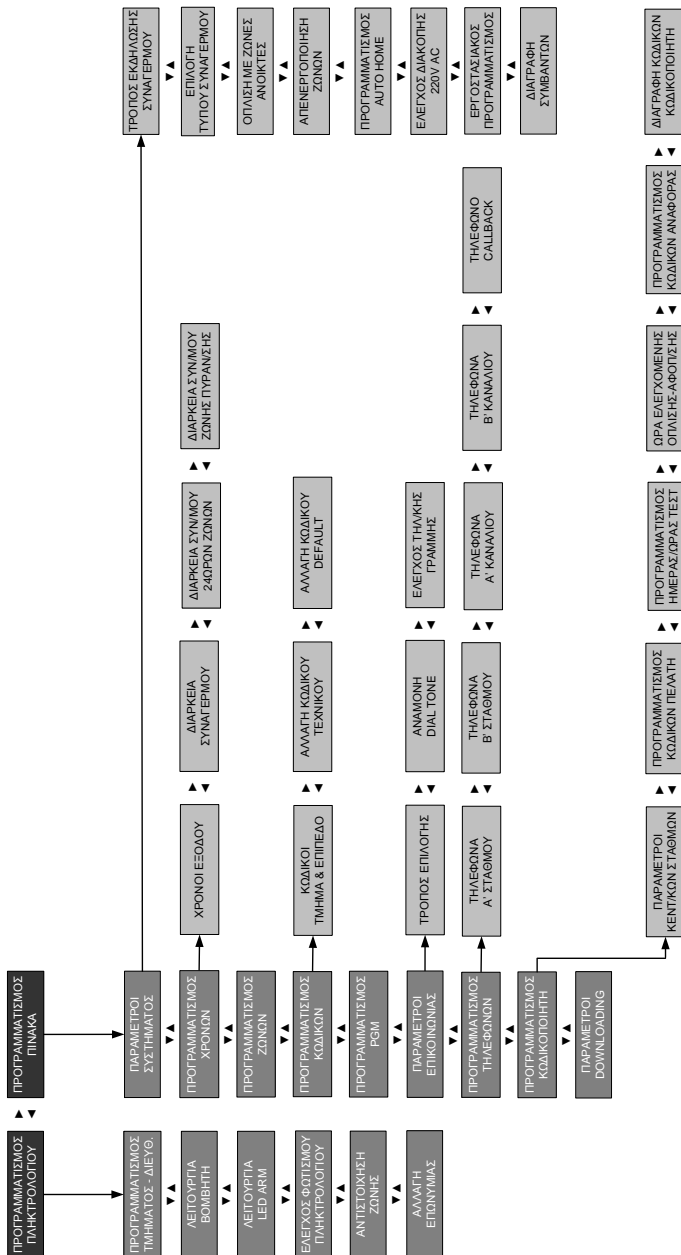 ΠΡΟΓΡΑΜΜΑΤΙΣΜΟΣ
ΠΛΗΚΤΡΟΛΟΓΙΟΥ
ΠΡΟΓΡΑΜΜΑΤΙΣΜΟΣ
ΠΙΝΑΚΑ
ΠΡΟΓΡΑΜΜΑΤΙΣΜΟΣ
ΤΜΗΜΑΤΟΣ - ΔΙΕΥΘ.
ΛΕΙΤΟΥΡΓΙΑ
ΒΟΜΒΗΤΗ
ΛΕΙΤΟΥΡΓΙΑ
LED ARM
ΕΛΕΓΧΟΣ ΦΩΤΙΣΜΟΥ
ΠΛΗΚΤΡΟΛΟΓΙΟΥ
ΑΝΤΙΣΤΟΙΧΗΣΗ
ΖΩΝΗΣ
ΑΛΛΑΓΗ
ΕΠΩΝΥΜΙΑΣ
ΠΑΡΑΜΕΤΡΟΙ
ΣΥΣΤΗΜΑΤΟΣ
ΠΡΟΓΡΑΜΜΑΤΙΣΜΟΣ
ΧΡΟΝΩΝ
ΠΡΟΓΡΑΜΜΑΤΙΣΜΟΣ
ΖΩΝΩΝ
ΠΡΟΓΡΑΜΜΑΤΙΣΜΟΣ
ΚΩΔΙΚΩΝ
ΠΡΟΓΡΑΜΜΑΤΙΣΜΟΣ
PGM
ΠΑΡΑΜΕΤΡΟΙ
ΕΠΙΚΟΙΝΩΝΙΑΣ
ΠΡΟΓΡΑΜΜΑΤΙΣΜΟΣ
ΤΗΛΕΦΩΝΩΝ
ΠΡΟΓΡΑΜΜΑΤΙΣΜΟΣ
ΚΩΔΙΚΟΠΟΙΗΤΗ
ΠΑΡΑΜΕΤΡΟΙ
DOWNLOADING
ΤΡΟΠΟΣ ΕΚΔΗΛΩΣΗΣ
ΣΥΝΑΓΕΡΜΟΥ
ΕΠΙΛΟΓΗ
ΤΥΠΟΥ ΣΥΝΑΓΕΡΜΟΥ
ΟΠΛΙΣΗ ΜΕ ΖΩΝΕΣ
ΑΝΟΙΚΤΕΣ
ΑΠΕΝΕΡΓΟΠΟΙΗΣΗ
ΖΩΝΩΝ
ΠΡΟΓΡΑΜΜΑΤΙΣΜΟΣ
AUTO HOME
ΕΛΕΓΧΟΣ ΔΙΑΚΟΠΗΣ
220V AC
ΕΡΓΟΣΤΑΣΙΑΚΟΣ
ΠΡΟΓΡΑΜΜΑΤΙΣΜΟΣ
ΔΙΑΓΡΑΦΗ
ΣΥΜΒΑΝΤΩΝ
ΧΡΟΝΟΙ ΕΞΟΔΟΥ
ΔΙΑΡΚΕΙΑ
ΣΥΝΑΓΕΡΜΟΥ
ΔΙΑΡΚΕΙΑ ΣΥΝ/ΜΟΥ
24ΩΡΩΝ ΖΩΝΩΝ
ΔΙΑΡΚΕΙΑ ΣΥΝ/ΜΟΥ
ΖΩΝΗΣ ΠΥΡΑΝ/ΣΗΣ
ΚΩΔΙΚΟΙ
ΤΜΗΜΑ & ΕΠΙΠΕΔΟ
ΑΛΛΑΓΗ ΚΩΔΙΚΟΥ
ΤΕΧΝΙΚΟΥ
ΑΛΛΑΓΗ ΚΩΔΙΚΟΥ
DEFAULT
ΤΡΟΠΟΣ ΕΠΙΛΟΓΗΣ
ΑΝΑΜΟΝΗ
DIAL TONE
ΕΛΕΓΧΟΣ ΤΗΛ/ΚΗΣ
ΓΡΑΜΜΗΣ
ΤΗΛΕΦΩΝΑ
Α' ΣΤΑΘΜΟΥ
ΤΗΛΕΦΩΝΑ
Β' ΣΤΑΘΜΟΥ
ΤΗΛΕΦΩΝΑ
Α' ΚΑΝΑΛΙΟΥ
ΤΗΛΕΦΩΝΑ
Β' ΚΑΝΑΛΙΟΥ
ΤΗΛΕΦΩΝΟ
CALLBACK
ΠΑΡΑΜΕΤΡΟΙ
ΚΕΝΤ/ΚΩΝ ΣΤΑΘΜΩΝ
ΠΡΟΓΡΑΜΜΑΤΙΣΜΟΣ
ΚΩΔΙΚΩΝ ΠΕΛΑΤΗ
ΠΡΟΓΡΑΜΜΑΤΙΣΜΟΣ
ΗΜΕΡΑΣ/ΩΡΑΣ ΤΕΣΤ
ΩΡΑ ΕΛΕΓΧΟΜΕΝΗΣ
ΟΠΛΙΣΗΣ-ΑΦΟΠ/ΣΗΣ
ΠΡΟΓΡΑΜΜΑΤΙΣΜΟΣ
ΚΩΔΙΚΩΝ ΑΝΑΦΟΡΑΣ
ΔΙΑΓΡΑΦΗ ΚΩΔΙΚΩΝ
ΚΩΔΙΚΟΠΟΙΗΤΗ